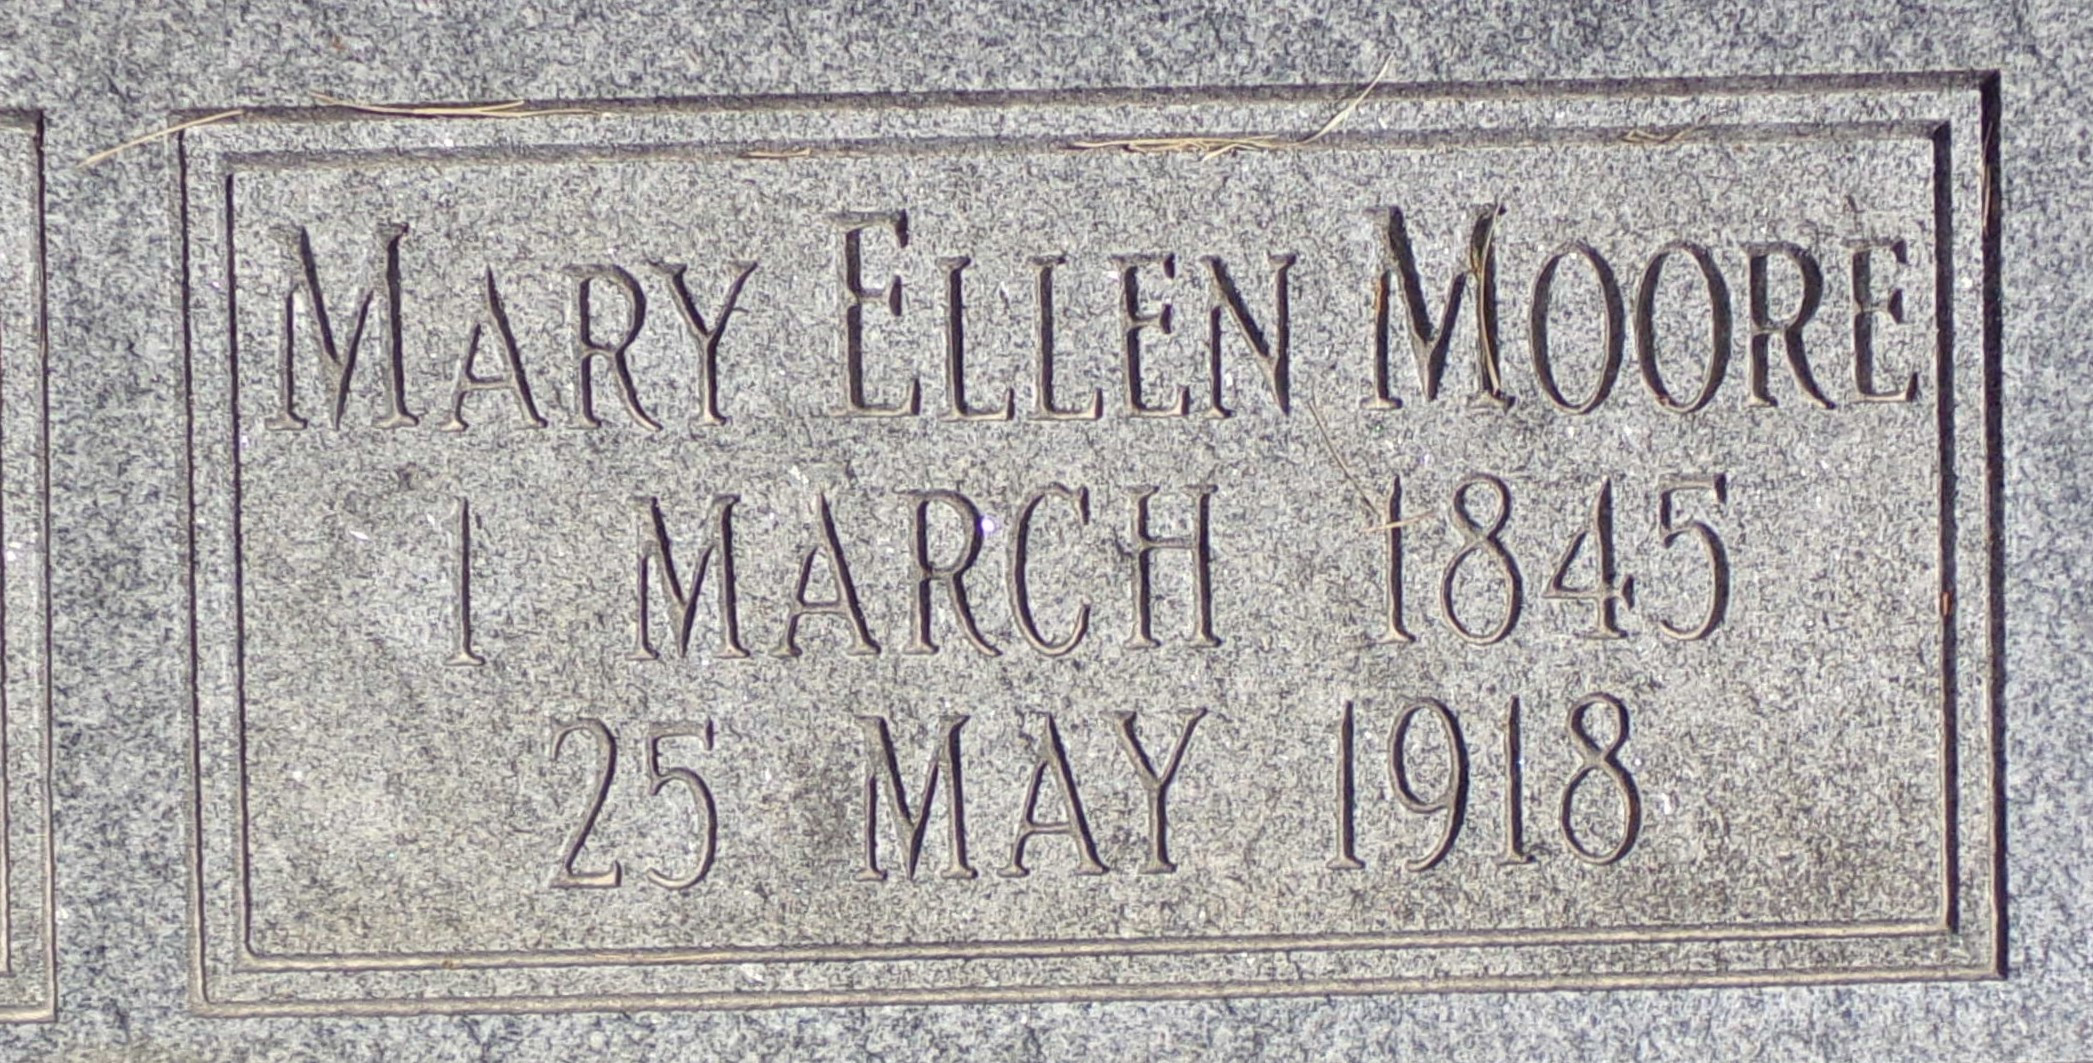 MARY ELLEN MOORE
1 MARCH 1845
25 MAY 1918